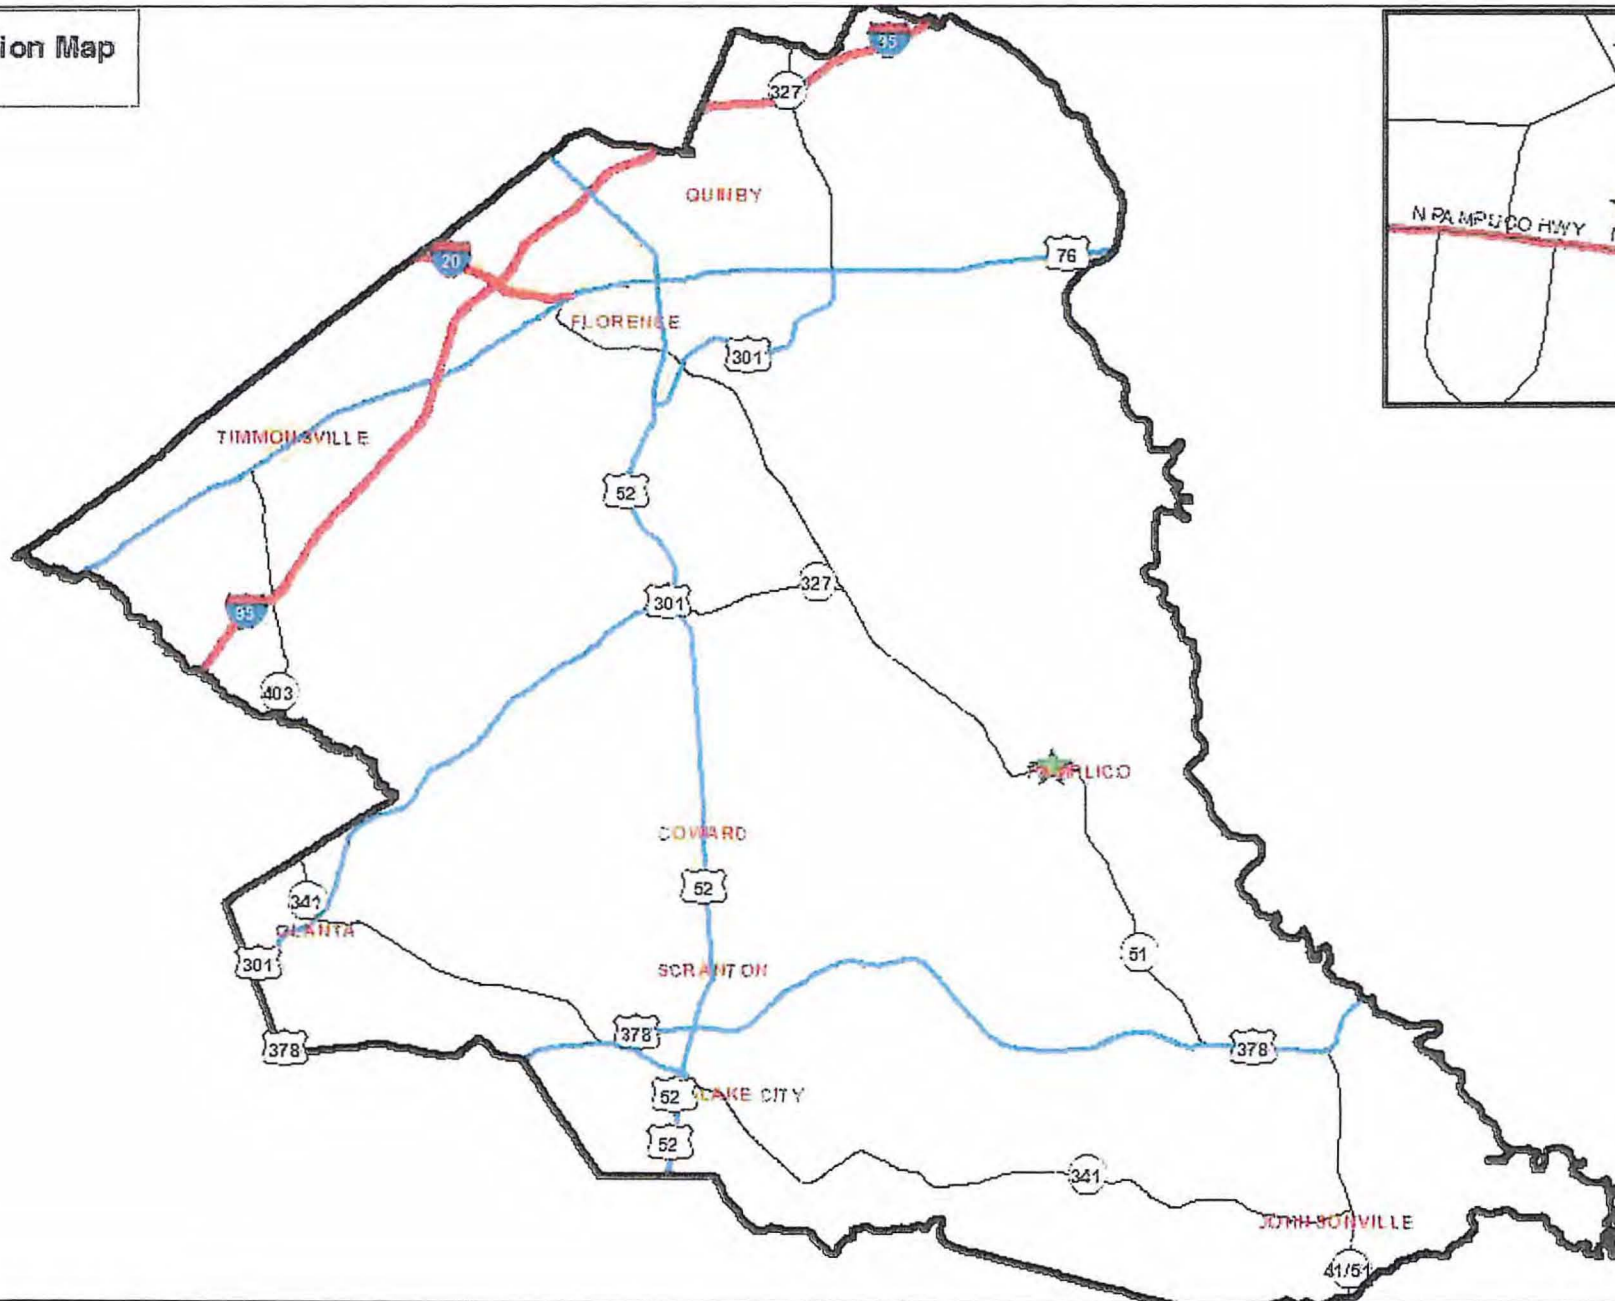 ion Map
95
327
QUINBY
N PAMPLICO HWY
20
76
FLORENCE
301
TIMMONSVILLE
52
327
301
95
403
PAMPLICO
COWARD
52
341
OLANTA
51
301
SCRANTON
378
378
378
52
LAKE CITY
52
341
JOHNSONVILLE
41/51